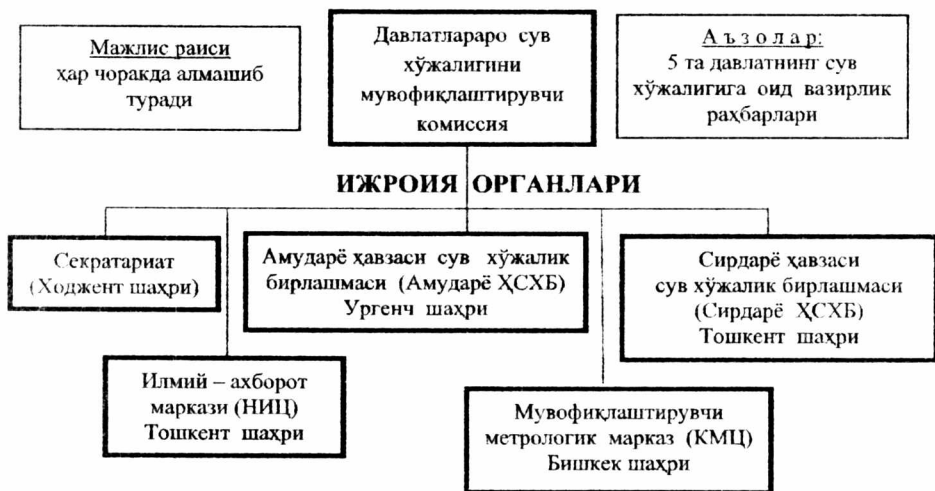 Мажлис раиси
ҳар чоракда алмашиб
туради
Давлатлараро сув
хўжалигини
мувофиқлаштирувчи
комиссия
Аъзолар:
5 та давлатнинг сув
хўжалигига оид вазирлик
раҳбарлари
ИЖРОИЯ ОРГАНЛАРИ
Секратариат
(Ходжент шаҳри)
Амударё ҳавзаси сув хўжалик
бирлашмаси (Амударё ҲСХБ)
Ургенч шаҳри
Сирдарё ҳавзаси
сув хўжалик бирлашмаси
(Сирдарё ҲСХБ)
Тошкент шаҳри
Илмий – ахборот
маркази (НИЦ)
Тошкент шаҳри
Мувофиқлаштирувчи
метрологик марказ (КМЦ)
Бишкек шаҳри